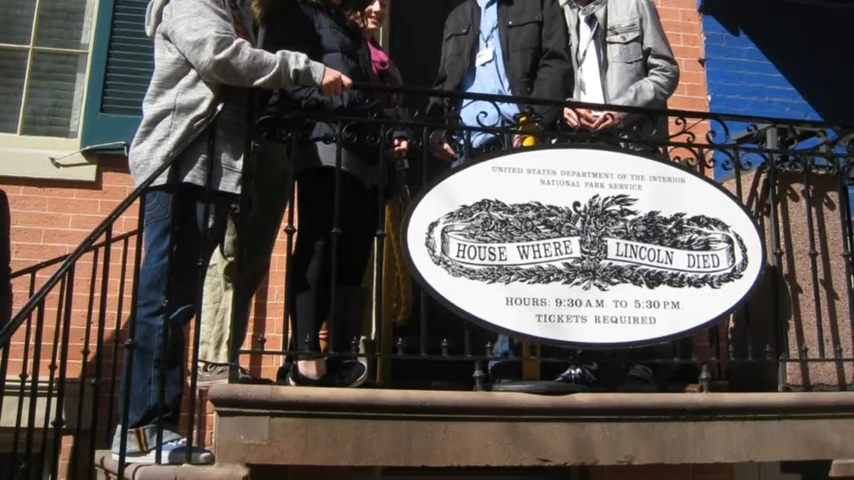 UNITED STATES DEPARTMENT OF THE INTERIOR
NATIONAL PARK SERVICE
HOUSE WHERE LINCOLN DIED
HOURS: 9:30 A.M. TO 5:30 P.M.
TICKETS REQUIRED